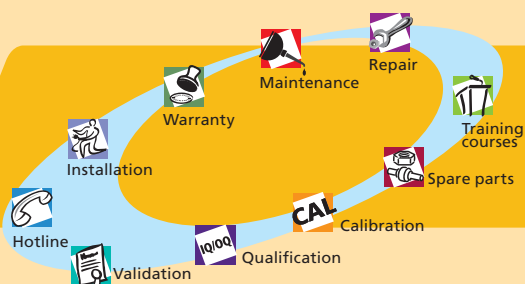 Repair
Maintenance
Warranty
Training
courses
Installation
Spare parts
CAL
Calibration
Hotline
IQ/OQ
Qualification
Validation